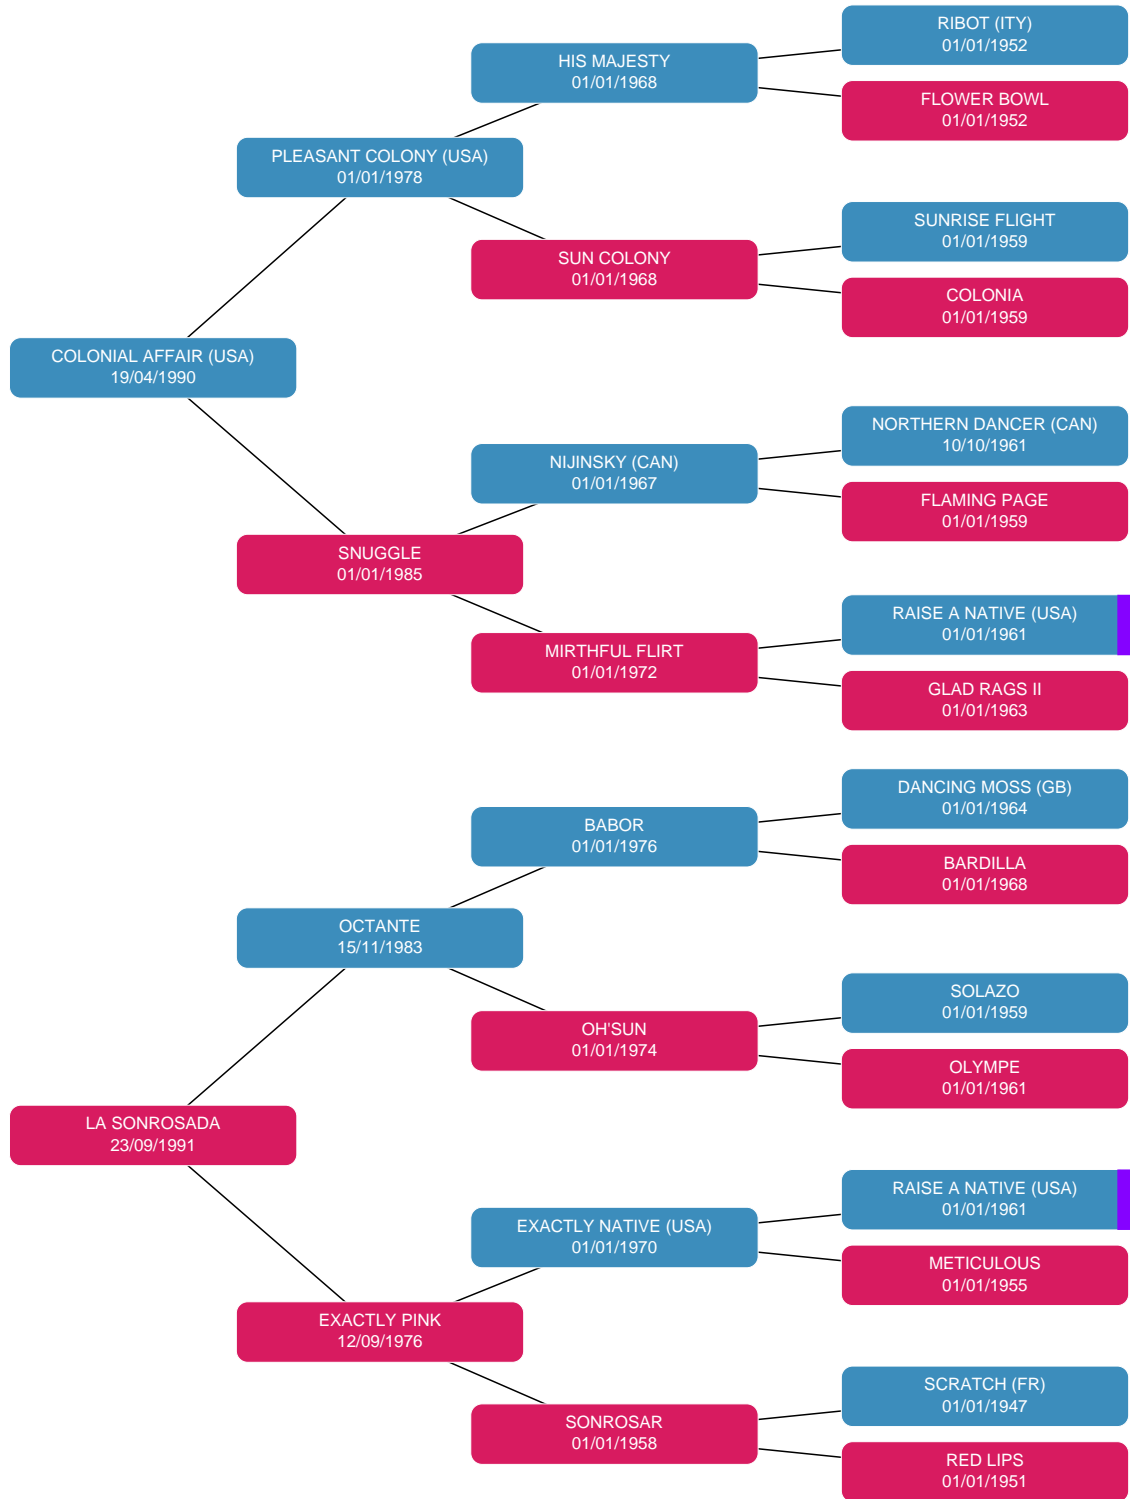 RIBOT (ITY)
01/01/1952
HIS MAJESTY
01/01/1968
FLOWER BOWL
01/01/1952
PLEASANT COLONY (USA)
01/01/1978
SUNRISE FLIGHT
01/01/1959
SUN COLONY
01/01/1968
COLONIA
01/01/1959
COLONIAL AFFAIR (USA)
19/04/1990
NORTHERN DANCER (CAN)
10/10/1961
NIJINSKY (CAN)
01/01/1967
FLAMING PAGE
01/01/1959
SNUGGLE
01/01/1985
RAISE A NATIVE (USA)
01/01/1961
MIRTHFUL FLIRT
01/01/1972
GLAD RAGS II
01/01/1963
DANCING MOSS (GB)
01/01/1964
BABOR
01/01/1976
BARDILLA
01/01/1968
OCTANTE
15/11/1983
SOLAZO
01/01/1959
OH'SUN
01/01/1974
OLYMPE
01/01/1961
LA SONROSADA
23/09/1991
RAISE A NATIVE (USA)
01/01/1961
EXACTLY NATIVE (USA)
01/01/1970
METICULOUS
01/01/1955
EXACTLY PINK
12/09/1976
SCRATCH (FR)
01/01/1947
SONROSAR
01/01/1958
RED LIPS
01/01/1951